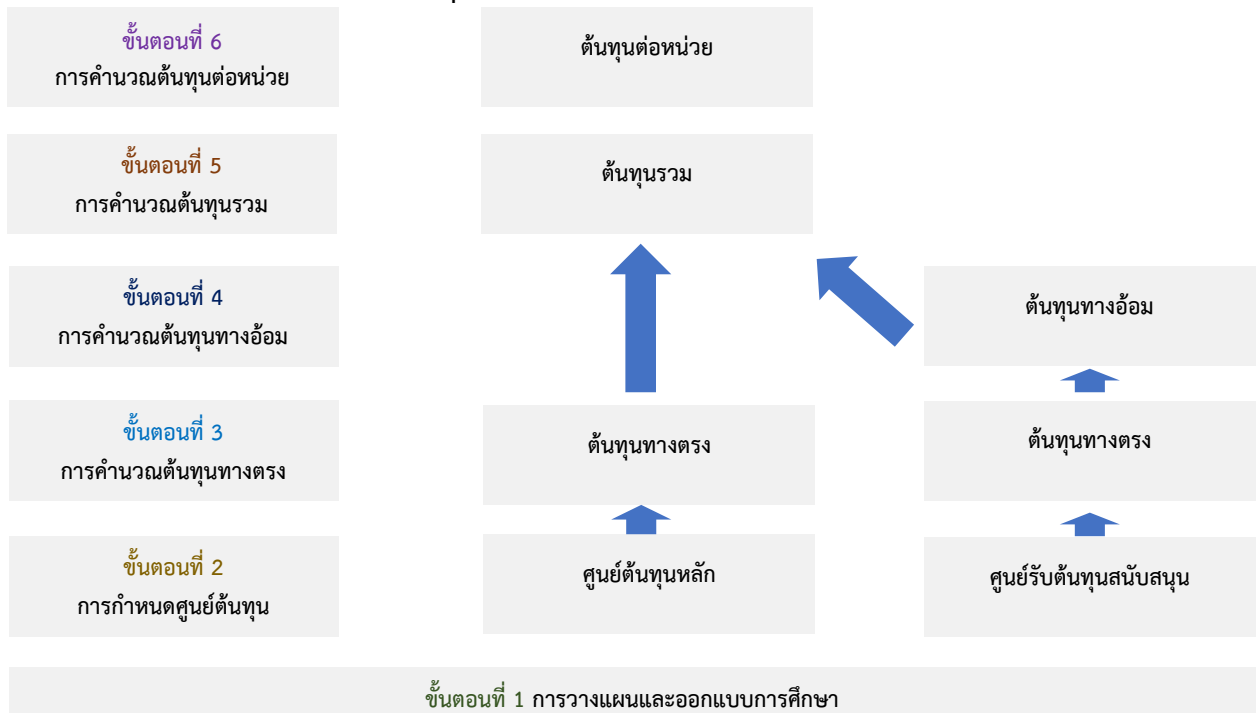 ขั้นตอนที่ 6
การคำนวณต้นทุนต่อหน่วย
ต้นทุนต่อหน่วย
ขั้นตอนที่ 5
การคำนวณต้นทุนรวม
ต้นทุนรวม
ขั้นตอนที่ 4
การคำนวณต้นทุนทางอ้อม
ต้นทุนทางอ้อม
ขั้นตอนที่ 3
การคำนวณต้นทุนทางตรง
ต้นทุนทางตรง
ต้นทุนทางตรง
ขั้นตอนที่ 2
การกำหนดศูนย์ต้นทุน
ศูนย์ต้นทุนหลัก
ศูนย์รับต้นทุนสนับสนุน
ขั้นตอนที่ 1 การวางแผนและออกแบบการศึกษา